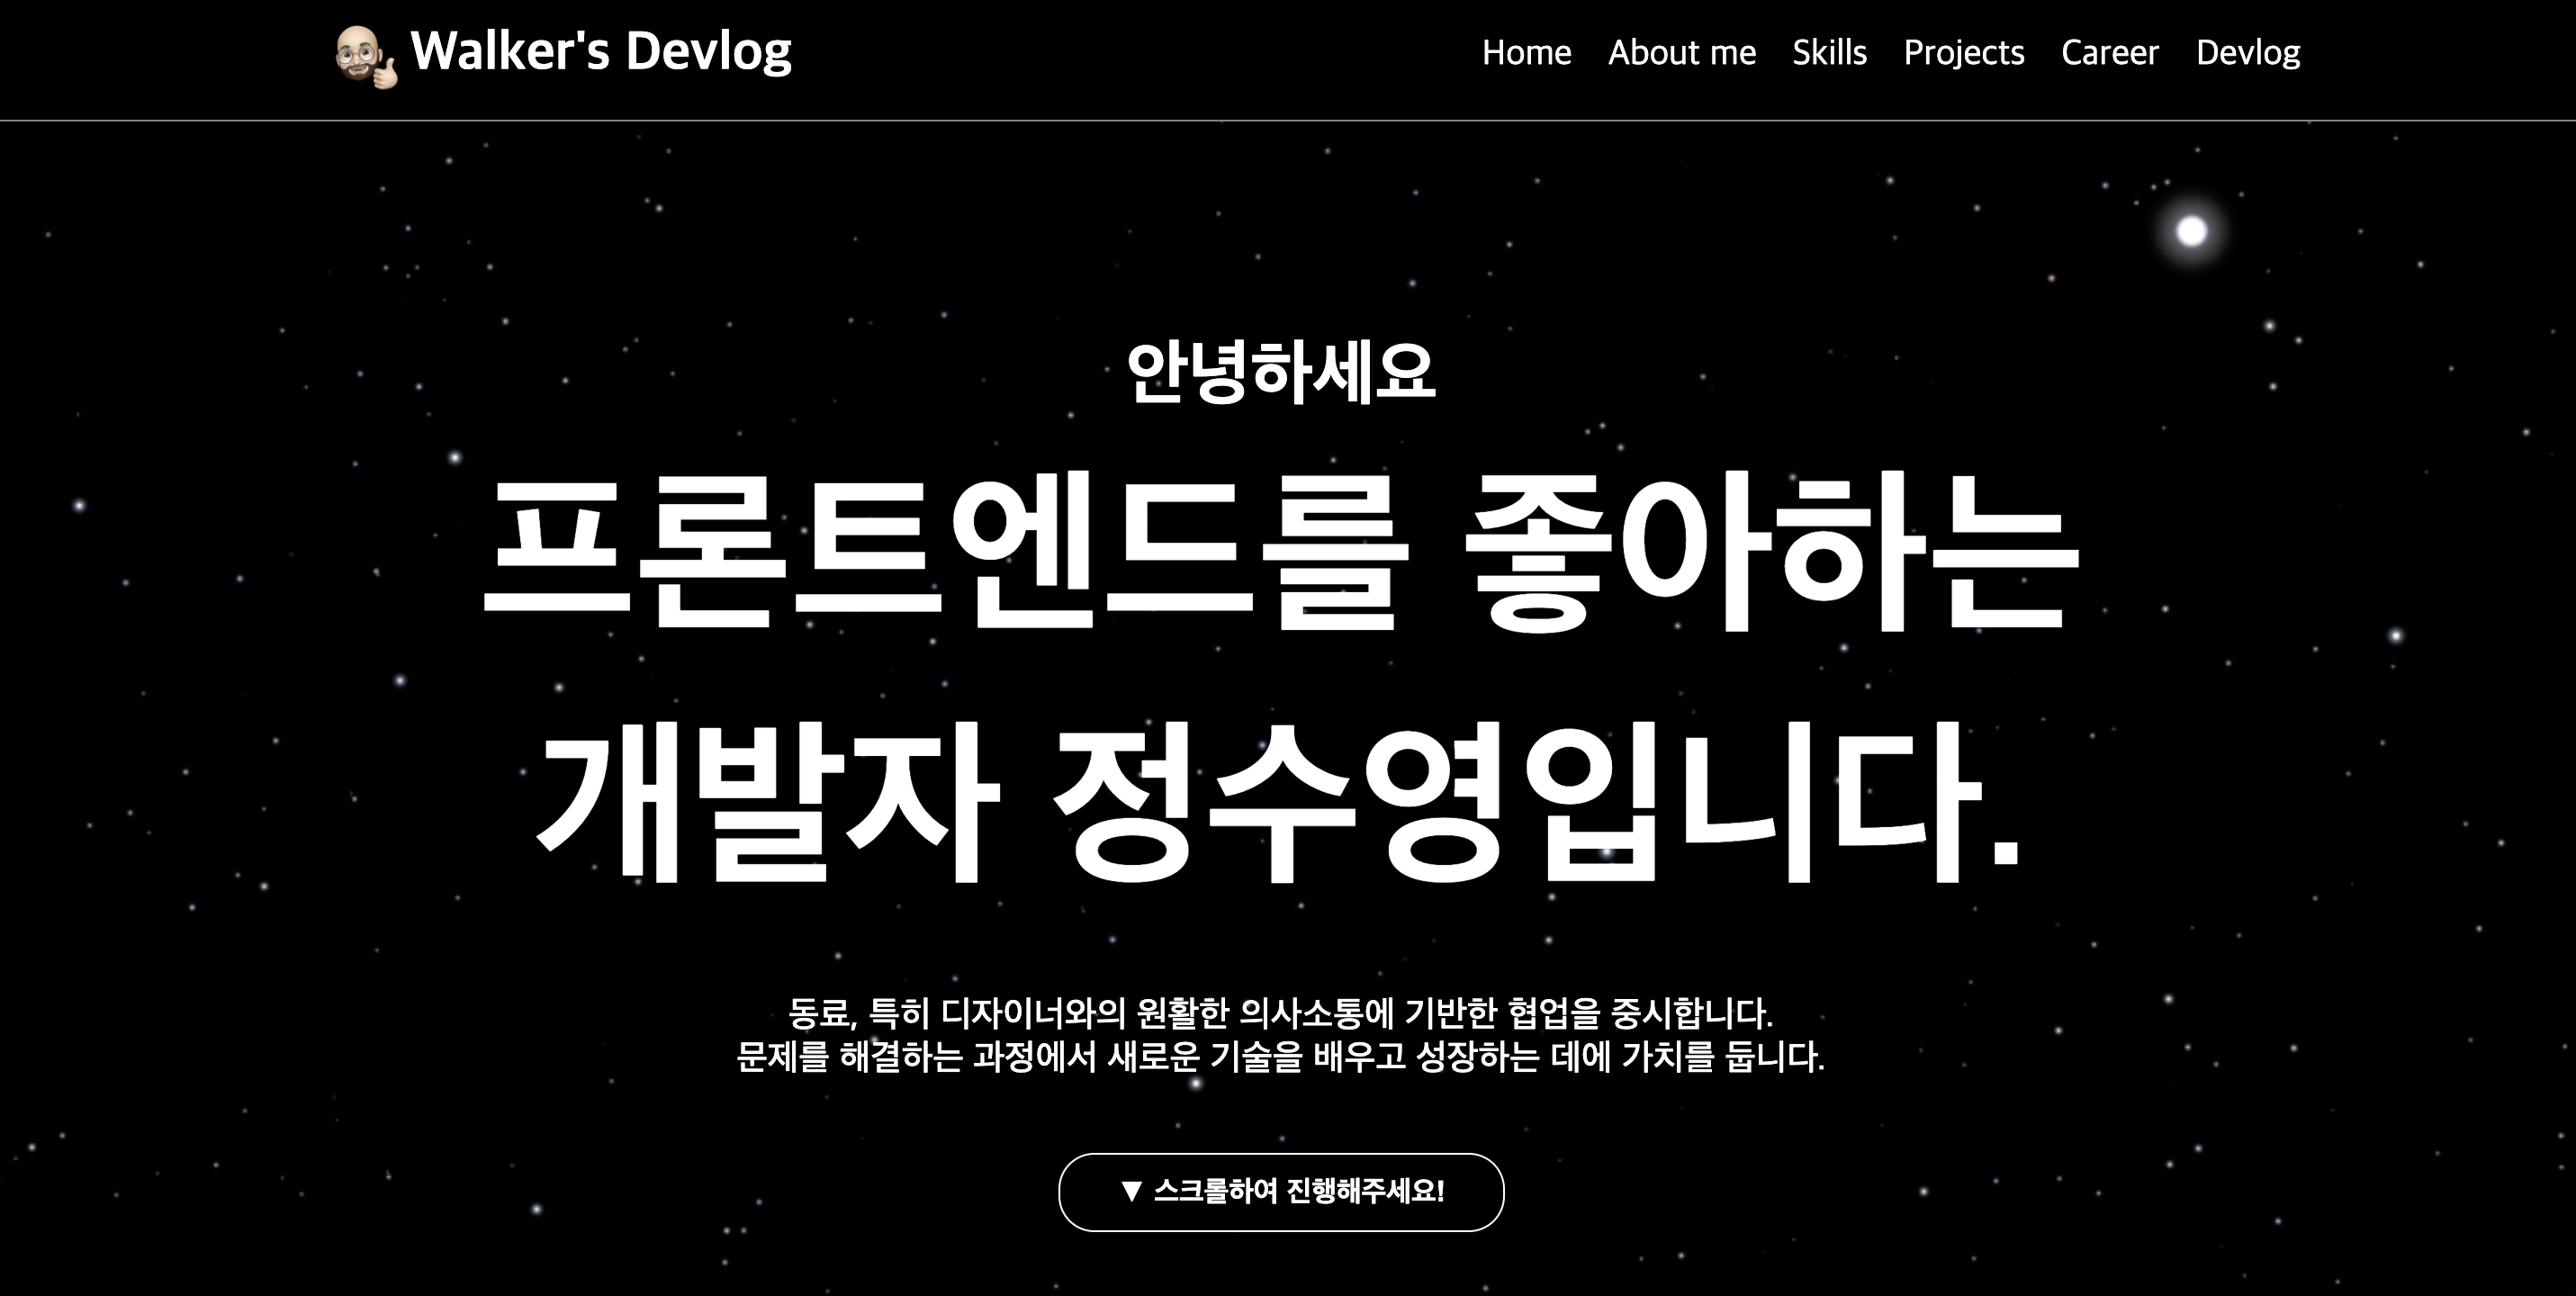 Walker's Devlog
Home About me Skills Projects Career Devlog
안녕하세요
프론트엔드를 좋아하는
개발자 정수영입니다.
동료, 특히 디자이너와의 원활한 의사소통에 기반한 협업을 중시합니다.
문제를 해결하는 과정에서 새로운 기술을 배우고 성장하는 데에 가치를 둡니다.
▼ 스크롤하여 진행해주세요!